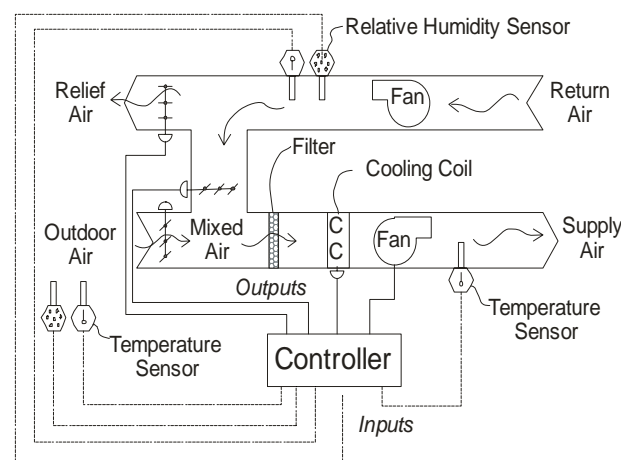 Relative Humidity Sensor
Relief
Air
Fan
Return
Air
Filter
Cooling Coil
Outdoor
Air
Mixed
Air
C
C
Fan
Supply
Air
Outputs
Temperature
Sensor
Temperature
Sensor
Controller
Inputs